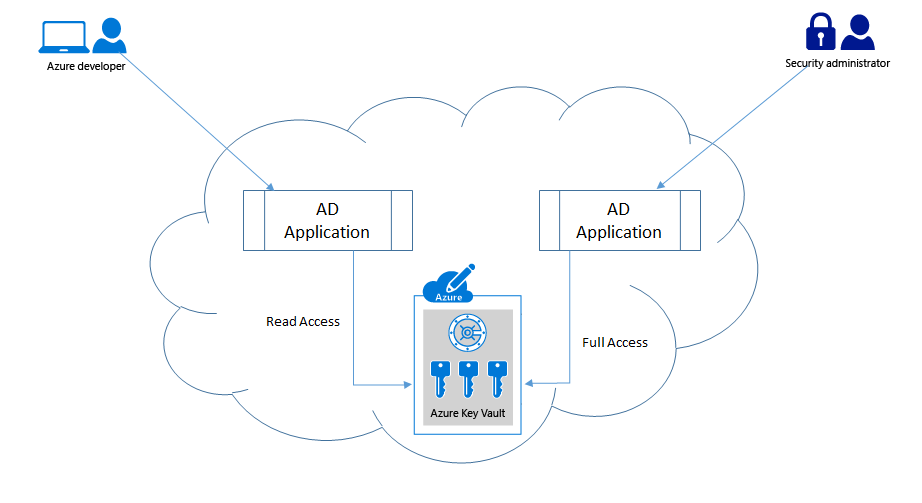 Azure developer
Security administrator
AD
Application
AD
Application
Azure
Read Access
Full Access
Azure Key Vault